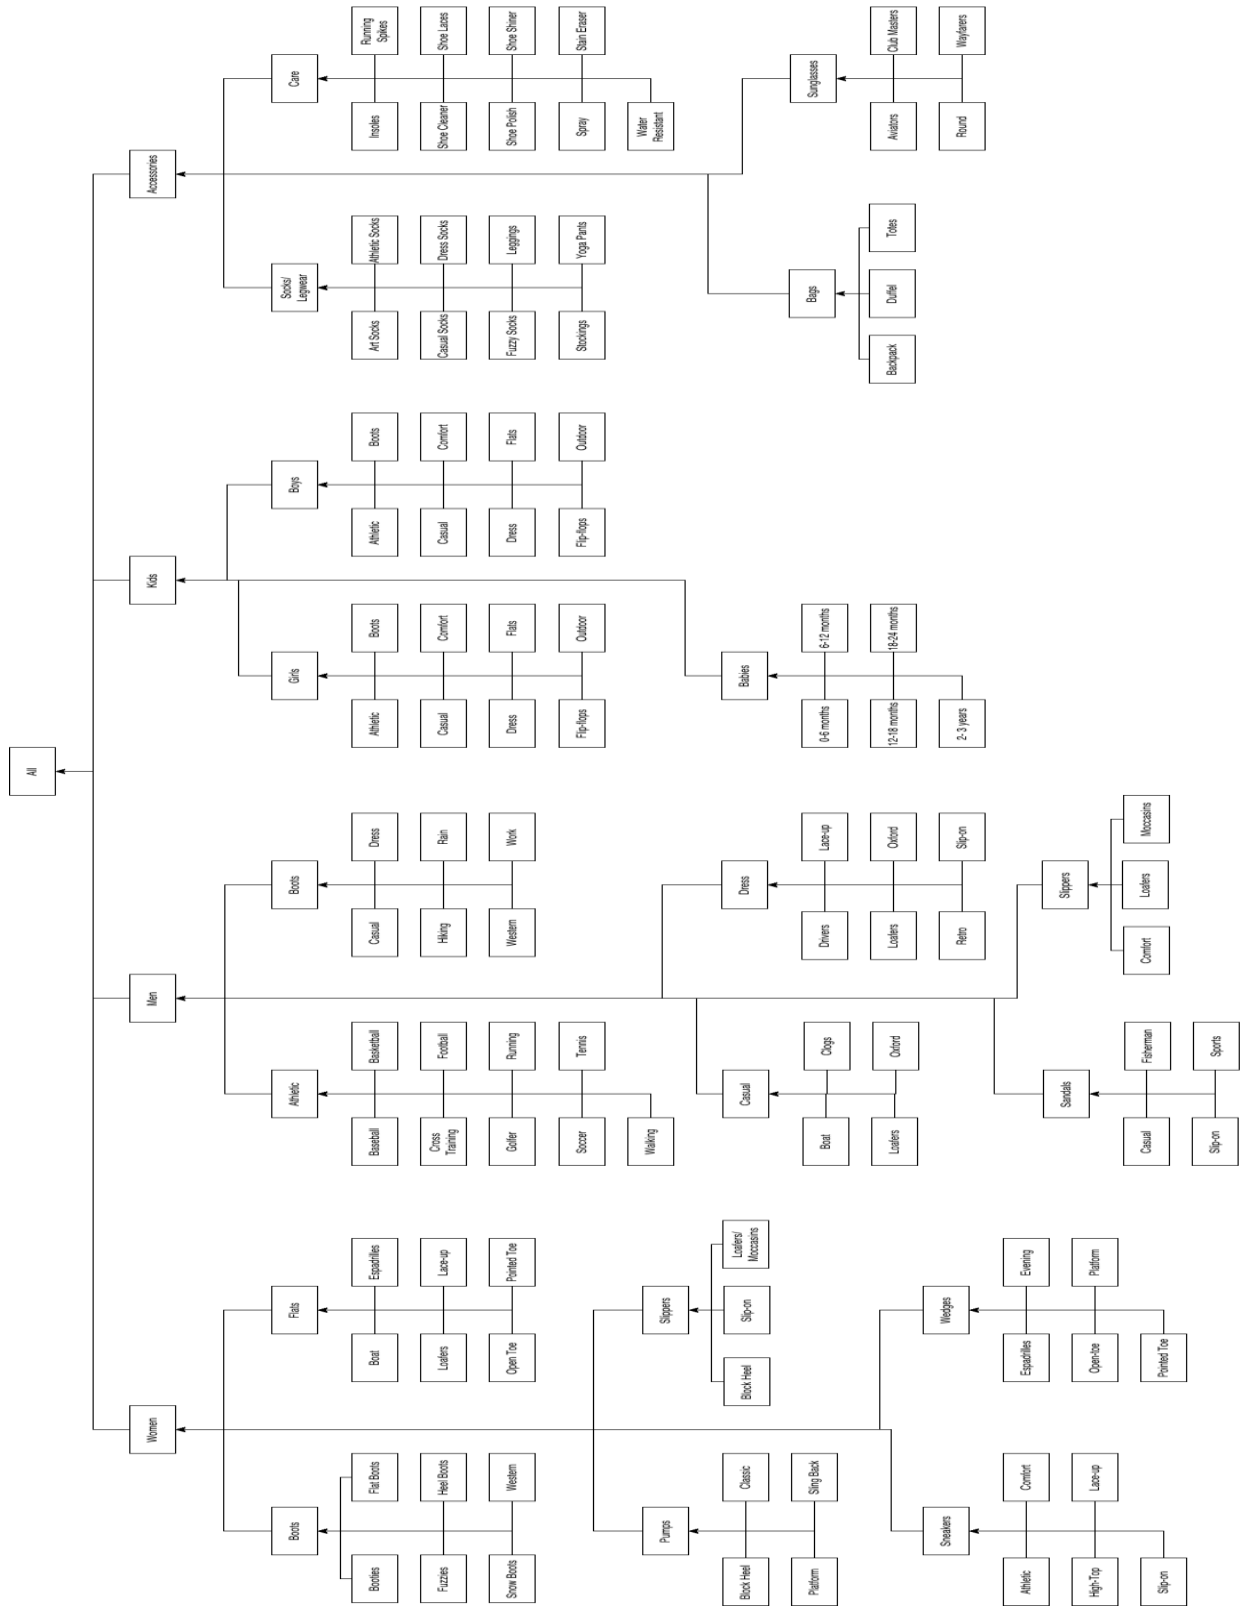 All
Women
Men
Kids
Accessories
Boots
Booties
Flat Boots
Fuzzies
Heel Boots
Snow Boots
Western
Flats
Boat
Espadrilles
Loafers
Lace-up
Open Toe
Pointed Toe
Pumps
Block Heel
Classic
Platform
Sling Back
Slippers
Block Heel
Slip-on
Loafers/
Moccasins
Sneakers
Athletic
Comfort
High-Top
Lace-up
Slip-on
Wedges
Espadrilles
Evening
Open-toe
Platform
Pointed Toe
Athletic
Baseball
Basketball
Cross
Training
Football
Golfer
Running
Soccer
Tennis
Walking
Boots
Casual
Dress
Hiking
Rain
Western
Work
Casual
Boat
Clogs
Loafers
Oxford
Dress
Drivers
Lace-up
Loafers
Oxford
Retro
Slip-on
Sandals
Casual
Fisherman
Slip-on
Sports
Slippers
Comfort
Loafers
Moccasins
Girls
Athletic
Boots
Casual
Comfort
Dress
Flats
Flip-flops
Outdoor
Boys
Athletic
Boots
Casual
Comfort
Dress
Flats
Flip-flops
Outdoor
Babies
0-6 months
6-12 months
12-18 months
18-24 months
2- 3 years
Socks/
Legwear
Art Socks
Athletic Socks
Casual Socks
Dress Socks
Fuzzy Socks
Leggings
Stockings
Yoga Pants
Care
Insoles
Running
Spikes
Shoe Cleaner
Shoe Laces
Shoe Polish
Shoe Shiner
Spray
Stain Eraser
Water
Resistant
Bags
Backpack
Duffel
Totes
Sunglasses
Aviators
Club Masters
Round
Wayfarers